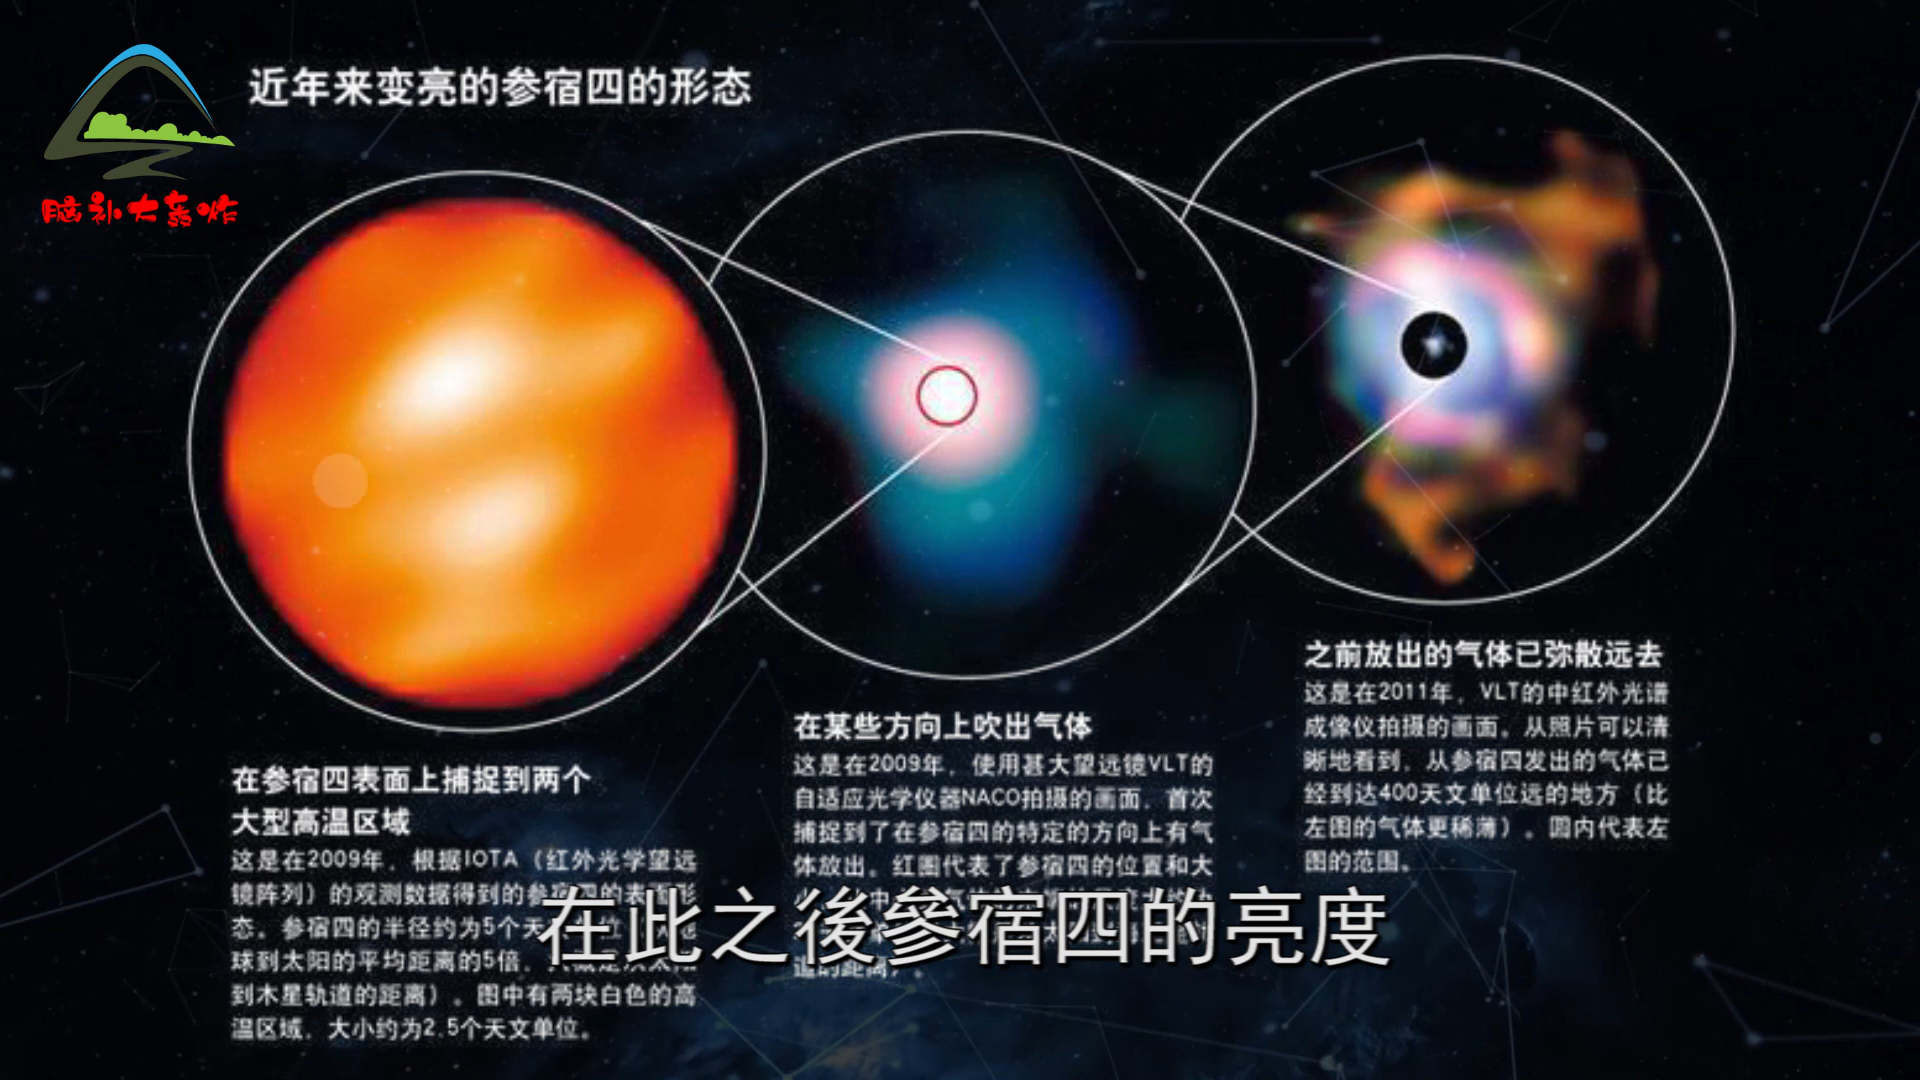 近年来变亮的参宿四的形态
脑补大轰炸
在参宿四表面上捕捉到两个
大型高温区域
这是在2009年，根据IOTA（红外光学望远
镜阵列）的观测数据得到的参宿四的表面形
态。参宿四的半径约为5个天
球到太阳的平均距离的5倍，
到木星轨道的距离）。图中有两块白色的高
温区域，大小约为2.5个天文单位。
在某些方向上吹出气体
这是在2009年，使用甚大望远镜VLT的
自适应光学仪器NACO拍摄的画面，首次
捕捉到了在参宿四的特定的方向上有气
体放出。红圈代表了参宿四的位置和大
道的距离）。
之前放出的气体已弥散远去
这是在2011年，VLT的中红外光谱
成像仪拍摄的画面。从照片可以清
晰地看到，从参宿四发出的气体已
经到达400天文单位远的地方（比
左图的气体更稀薄）。圆内代表左
图的范围。
在此之後參宿四的亮度